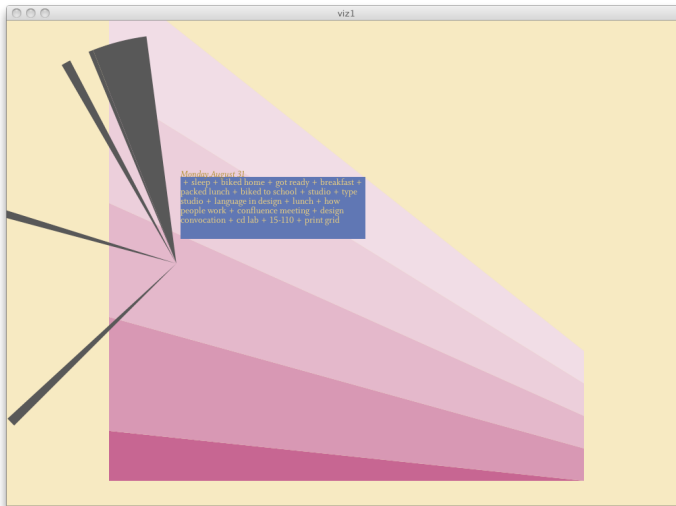 viz1
Monday August 31
+ sleep + biked home + got ready + breakfast +
packed lunch + biked to school + studio + type
studio + language in design + lunch + how
people work + confluence meeting + design
convocation + cd lab + 15-110 + print grid